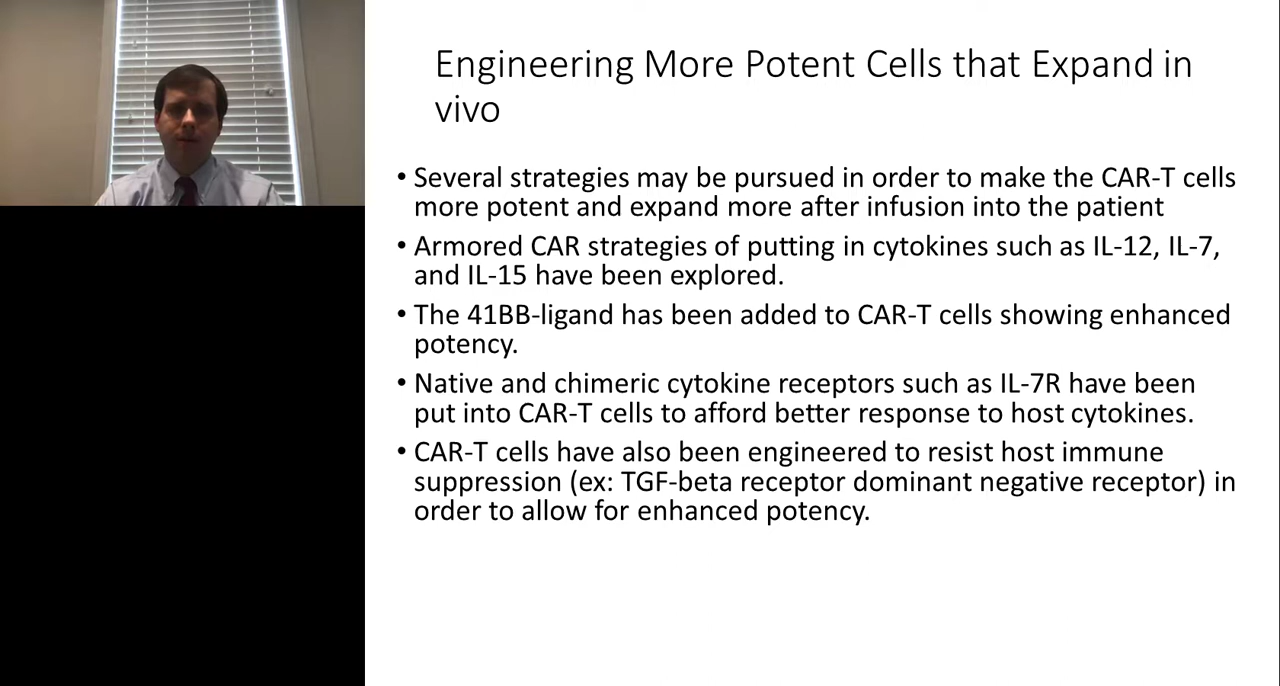 Engineering More Potent Cells that Expand in
vivo
• Several strategies may be pursued in order to make the CAR-T cells
more potent and expand more after infusion into the patient
• Armored CAR strategies of putting in cytokines such as IL-12, IL-7,
and IL-15 have been explored.
• The 41BB-ligand has been added to CAR-T cells showing enhanced
potency.
• Native and chimeric cytokine receptors such as IL-7R have been
put into CAR-T cells to afford better response to host cytokines.
• CAR-T cells have also been engineered to resist host immune
suppression (ex: TGF-beta receptor dominant negative receptor) in
order to allow for enhanced potency.